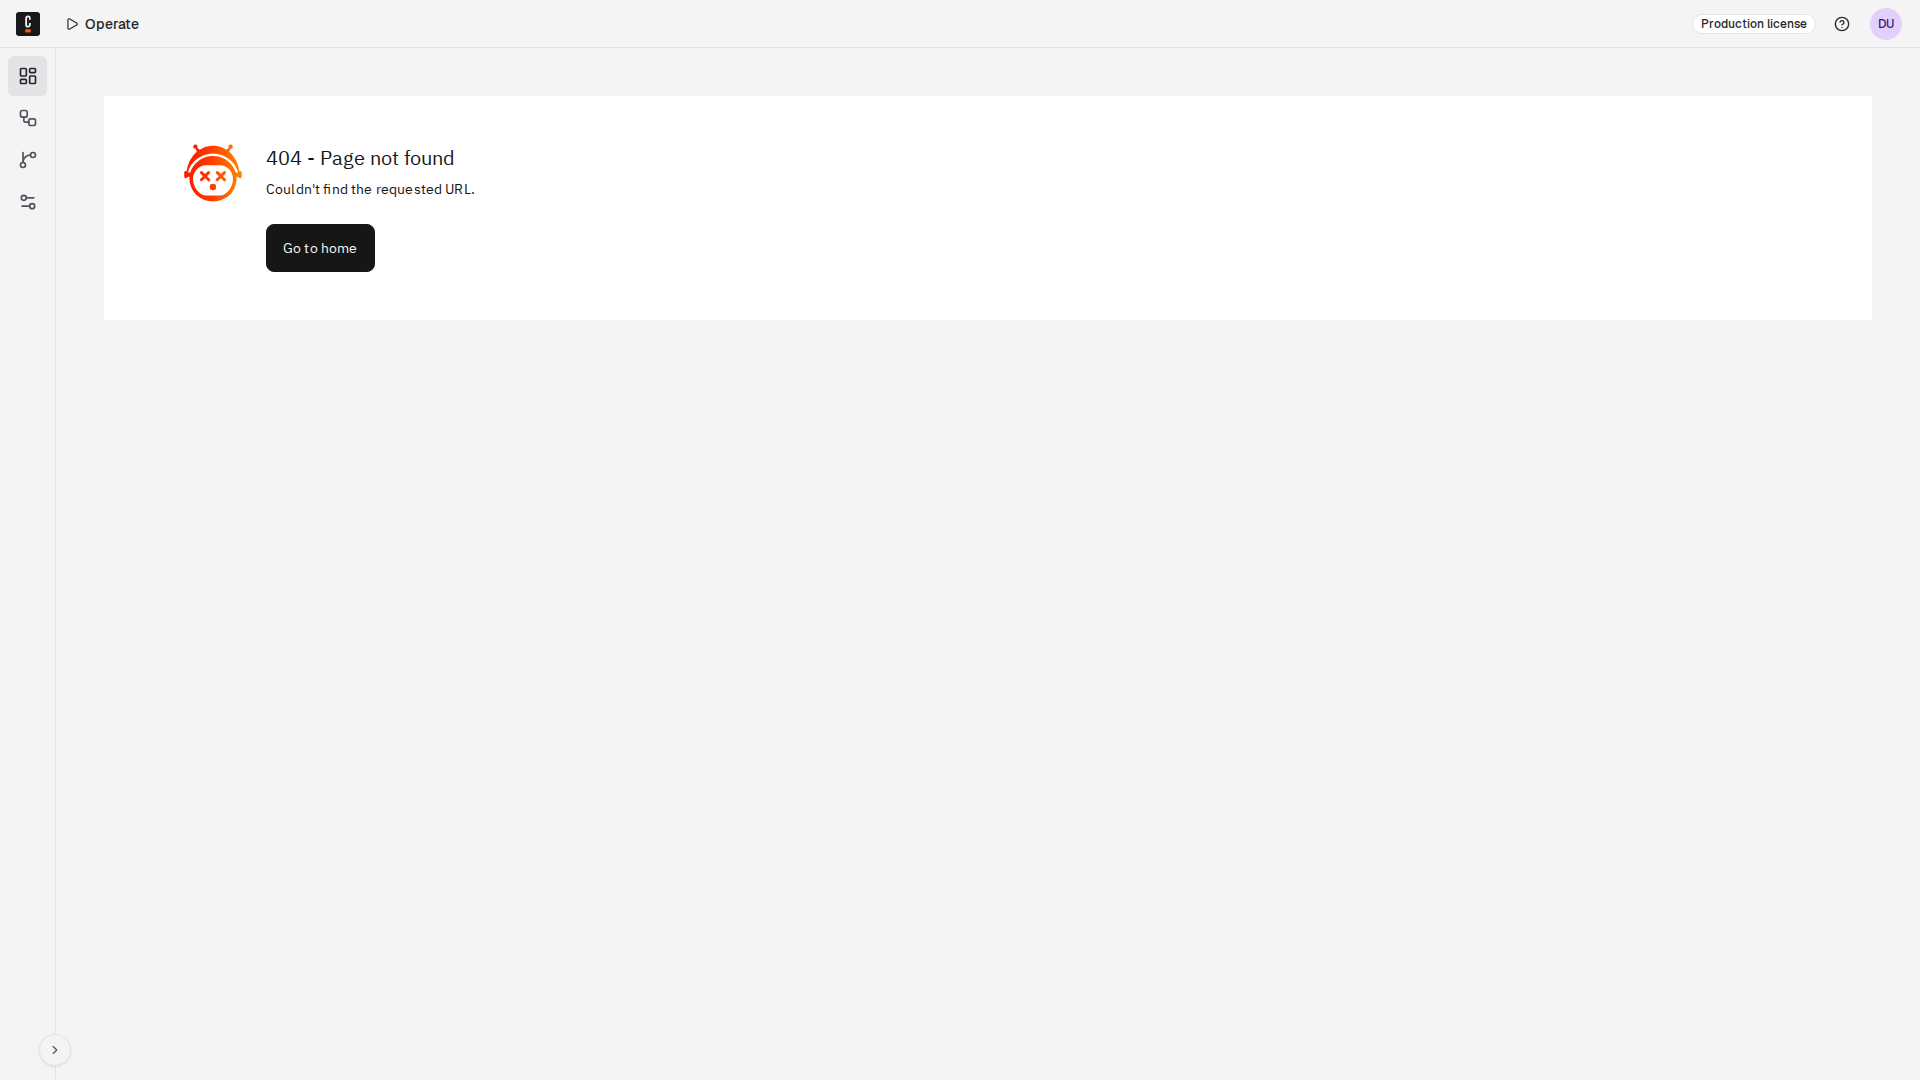 Operate
Production license
DU
404 - Page not found
Couldn't find the requested URL.
Go to home